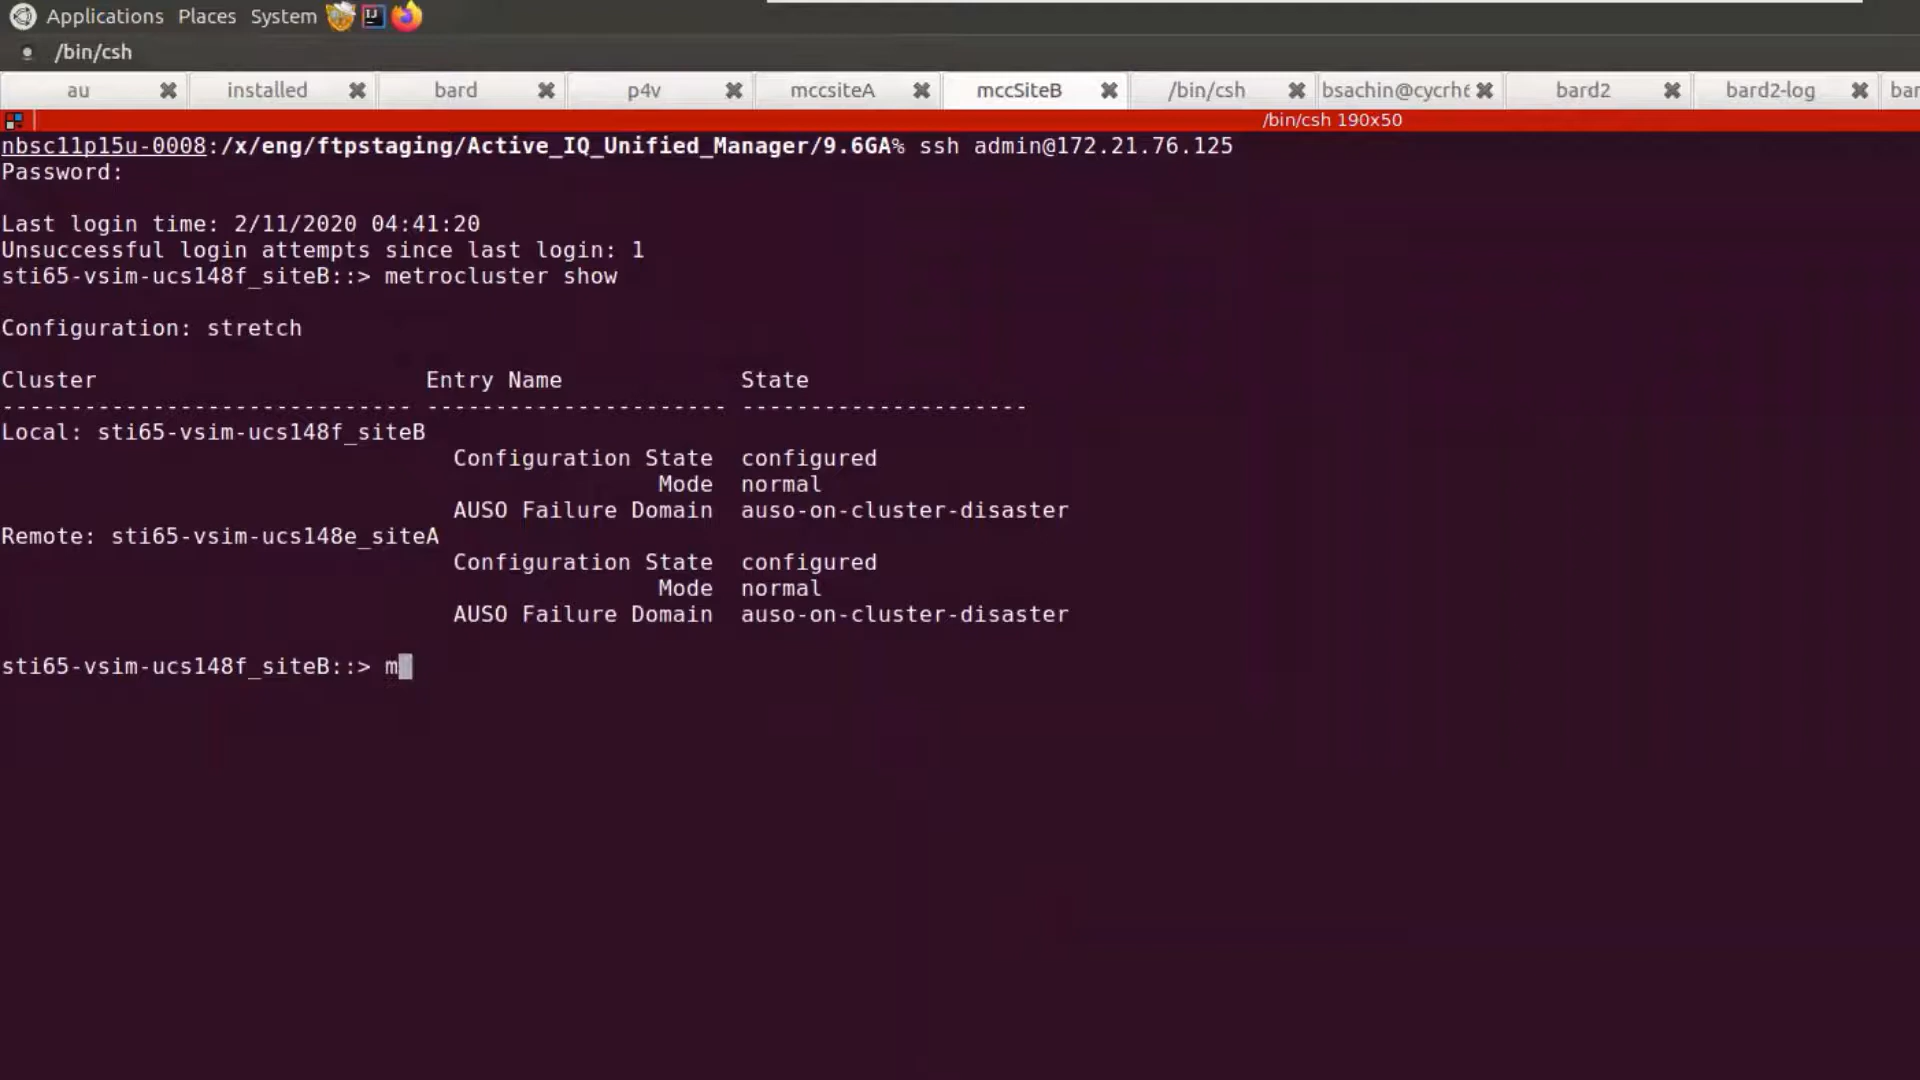 Applications Places System
/bin/csh
au installed bard p4v mccsiteA mccSiteB /bin/csh bsachin@cycrh bard2 bard2-log bar
/bin/csh 190x50
nbsc11p15u-0008:/x/eng/ftpstaging/Active_IQ_Unified_Manager/9.6GA% ssh admin@172.21.76.125
Password:
Last login time: 2/11/2020 04:41:20
Unsuccessful login attempts since last login: 1
sti65-vsim-ucs148f_siteB::> metrocluster show
Configuration: stretch
Cluster Entry Name State
------------------------------ ---------------------- ---------------------
Local: sti65-vsim-ucs148f_siteB
Configuration State configured
Mode normal
AUSO Failure Domain auso-on-cluster-disaster
Remote: sti65-vsim-ucs148e_siteA
Configuration State configured
Mode normal
AUSO Failure Domain auso-on-cluster-disaster
sti65-vsim-ucs148f_siteB::> m